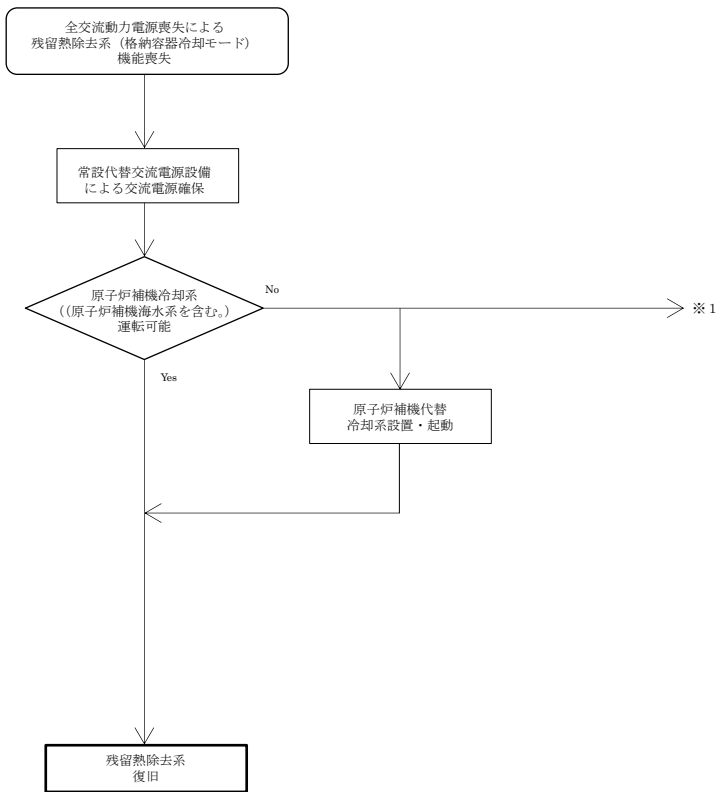 全交流動力電源喪失による
残留熱除去系（格納容器冷却モード）
機能喪失
常設代替交流電源設備
による交流電源確保
原子炉補機冷却系
（(原子炉補機海水系を含む。）
運転可能
No
※1
Yes
原子炉補機代替
冷却系設置・起動
残留熱除去系
復旧